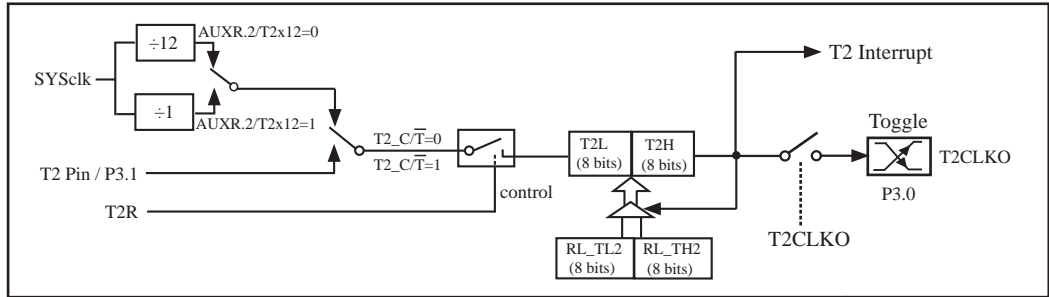 ÷12
AUXR.2/T2x12=0
SYSclk
÷1
AUXR.2/T2x12=1
T2 Pin / P3.1
T2R
T2_C/T̅=0
T2_C/T̅=1
control
T2L
(8 bits)
T2H
(8 bits)
RL_TL2
(8 bits)
RL_TH2
(8 bits)
T2 Interrupt
Toggle
T2CLKO
P3.0
T2CLKO